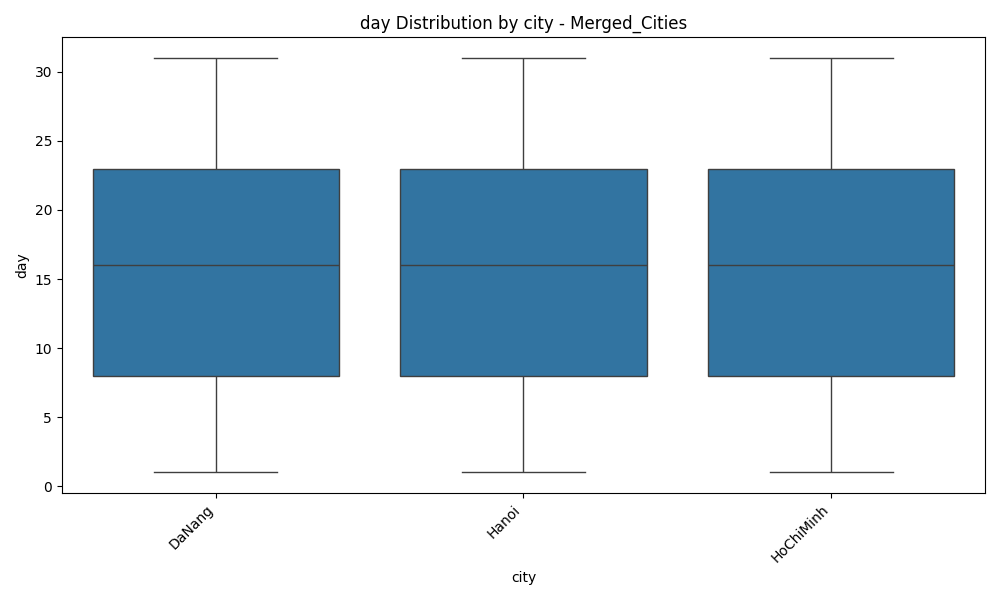 day Distribution by city - Merged_Cities
day
30
25
20
15
10
5
0
DaNang
Hanoi
HoChiMinh
city